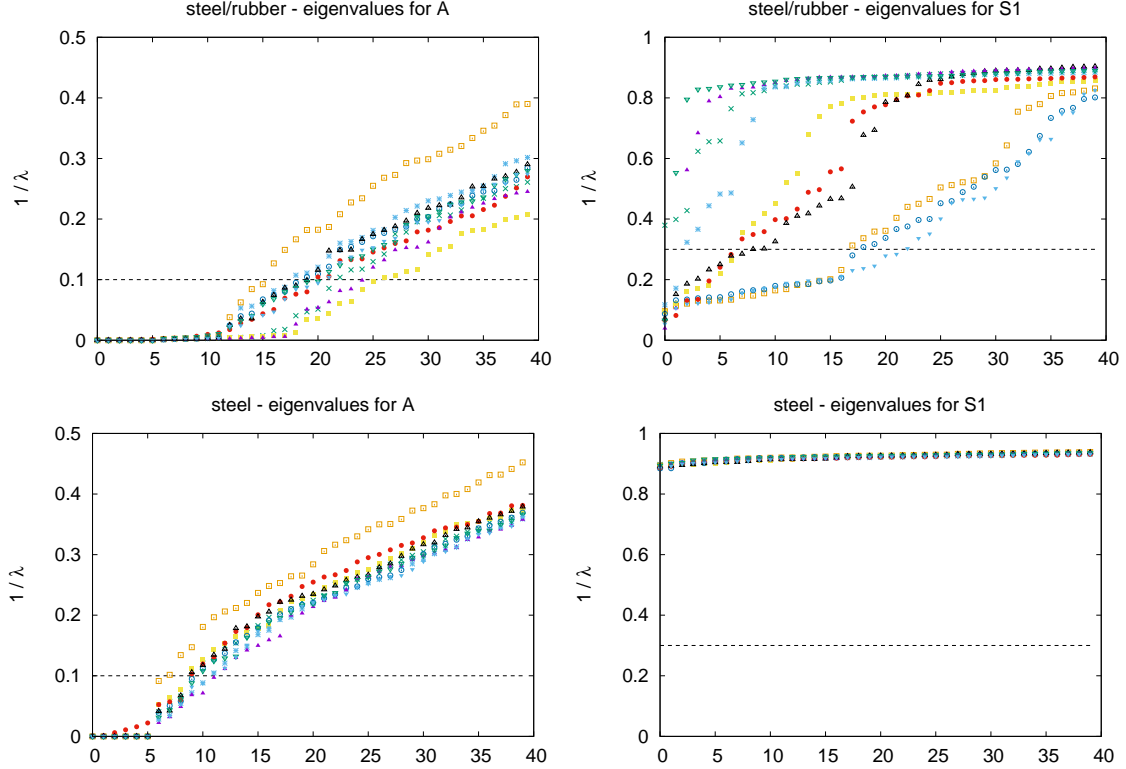 steel/rubber - eigenvalues for A
0.5
0.4
0.3
0.2
0.1
0
1 / λ
0 5 10 15 20 25 30 35 40
steel/rubber - eigenvalues for S1
1
0.8
0.6
0.4
0.2
0
1 / λ
0 5 10 15 20 25 30 35 40
steel - eigenvalues for A
0.5
0.4
0.3
0.2
0.1
0
1 / λ
0 5 10 15 20 25 30 35 40
steel - eigenvalues for S1
1
0.8
0.6
0.4
0.2
0
1 / λ
0 5 10 15 20 25 30 35 40